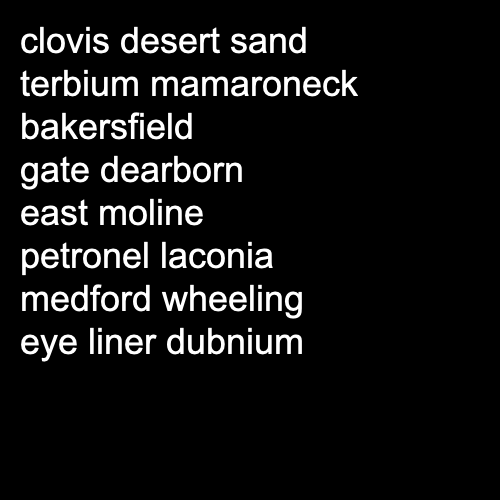 clovis desert sand
terbium mamaroneck
bakersfield
gate dearborn
east moline
petronel laconia
medford wheeling
eye liner dubnium